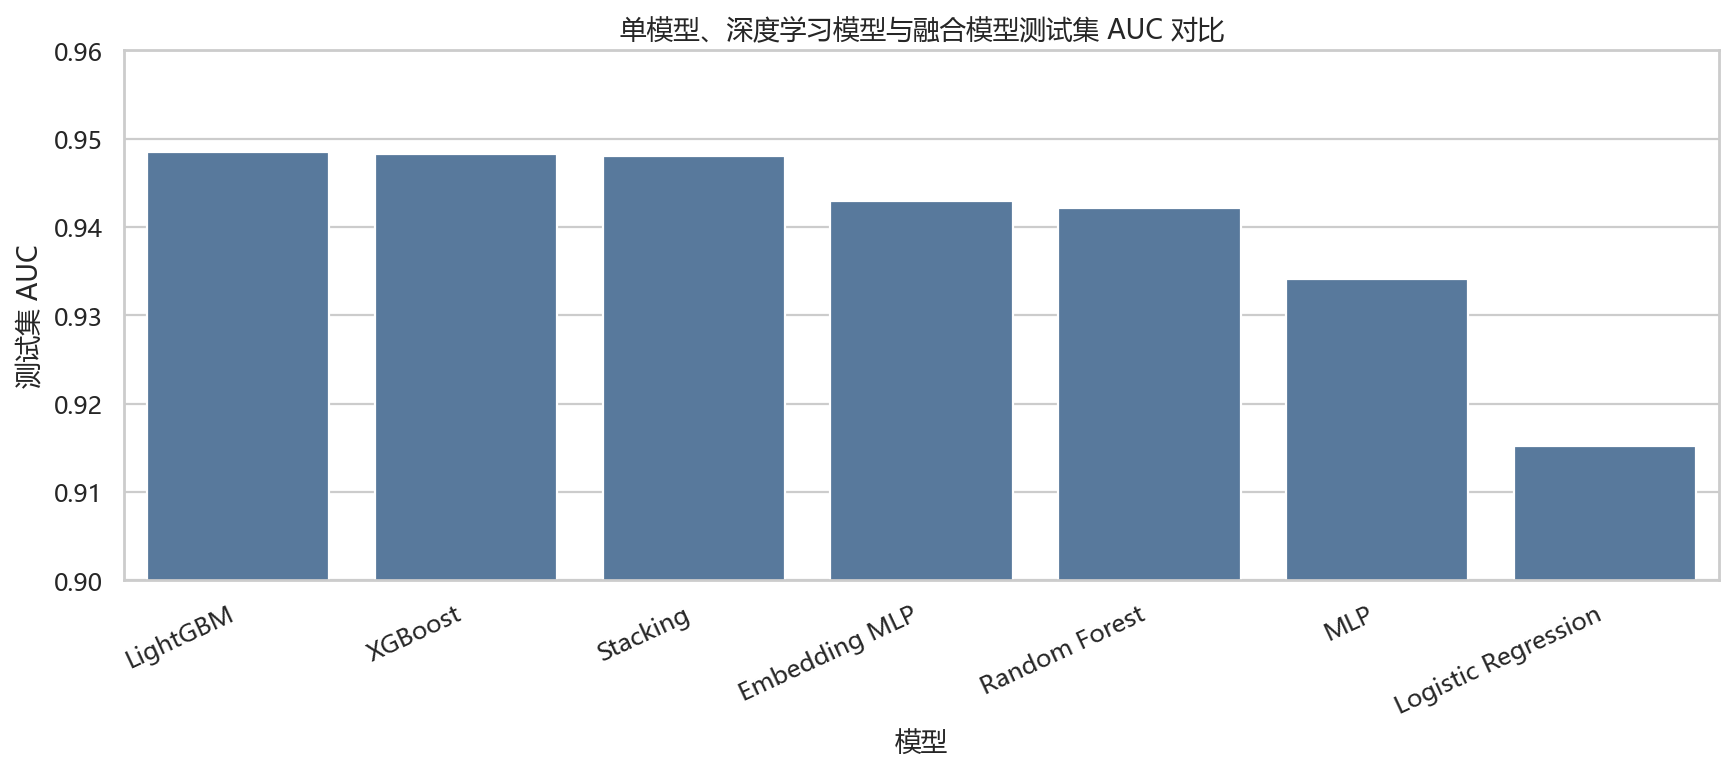 单模型、深度学习模型与融合模型测试集 AUC 对比
0.96
0.95
0.94
0.93
0.92
0.91
0.90
测试集 AUC
LightGBM
XGBoost
Stacking
Embedding MLP
Random Forest
MLP
Logistic Regression
模型